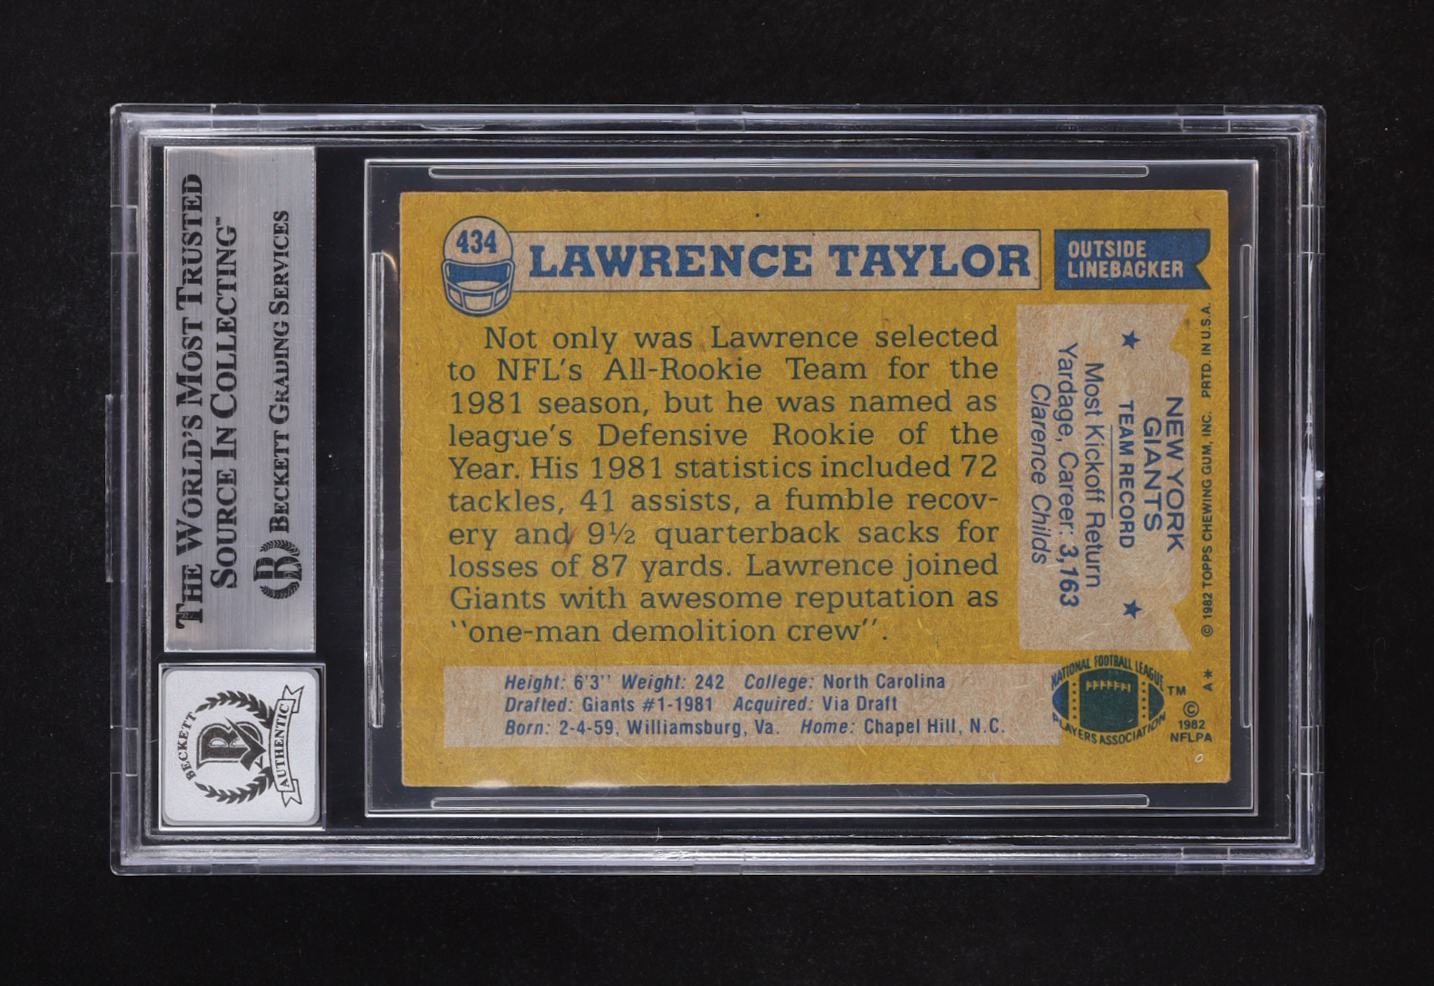 THE WORLD'S MOST TRUSTED
SOURCE IN COLLECTING™
BECKETT GRADING SERVICES
BECKETT
B
AUTHENTIC
434
LAWRENCE TAYLOR
OUTSIDE
LINEBACKER
Not only was Lawrence selected
to NFL's All-Rookie Team for the
1981 season, but he was named as
league's Defensive Rookie of the
Year. His 1981 statistics included 72
tackles, 41 assists, a fumble recov-
ery and 9½ quarterback sacks for
losses of 87 yards. Lawrence joined
Giants with awesome reputation as
''one-man demolition crew''.
NEW YORK
GIANTS
★ TEAM RECORD ★
Most Kickoff Return
Yardage, Career: 3,163
Clarence Childs
© 1982 TOPPS CHEWING GUM, INC. PRTD. IN U.S.A.
A★
Height: 6'3'' Weight: 242 College: North Carolina
Drafted: Giants #1-1981 Acquired: Via Draft
Born: 2-4-59, Williamsburg, Va. Home: Chapel Hill, N.C.
NATIONAL FOOTBALL LEAGUE
PLAYERS ASSOCIATION
TM
©
1982
NFLPA